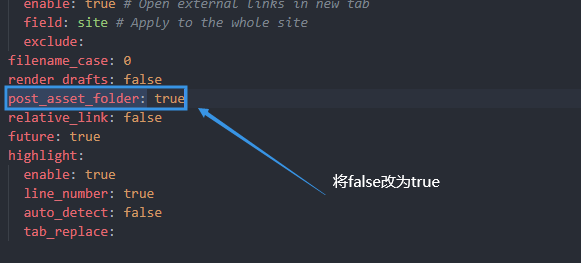 enable: true # Open external links in new tab
field: site # Apply to the whole site
exclude:
filename_case: 0
render_drafts: false
post_asset_folder: true
relative_link: false
future: true
highlight:
enable: true
line_number: true
将false改为true
auto_detect: false
tab_replace: